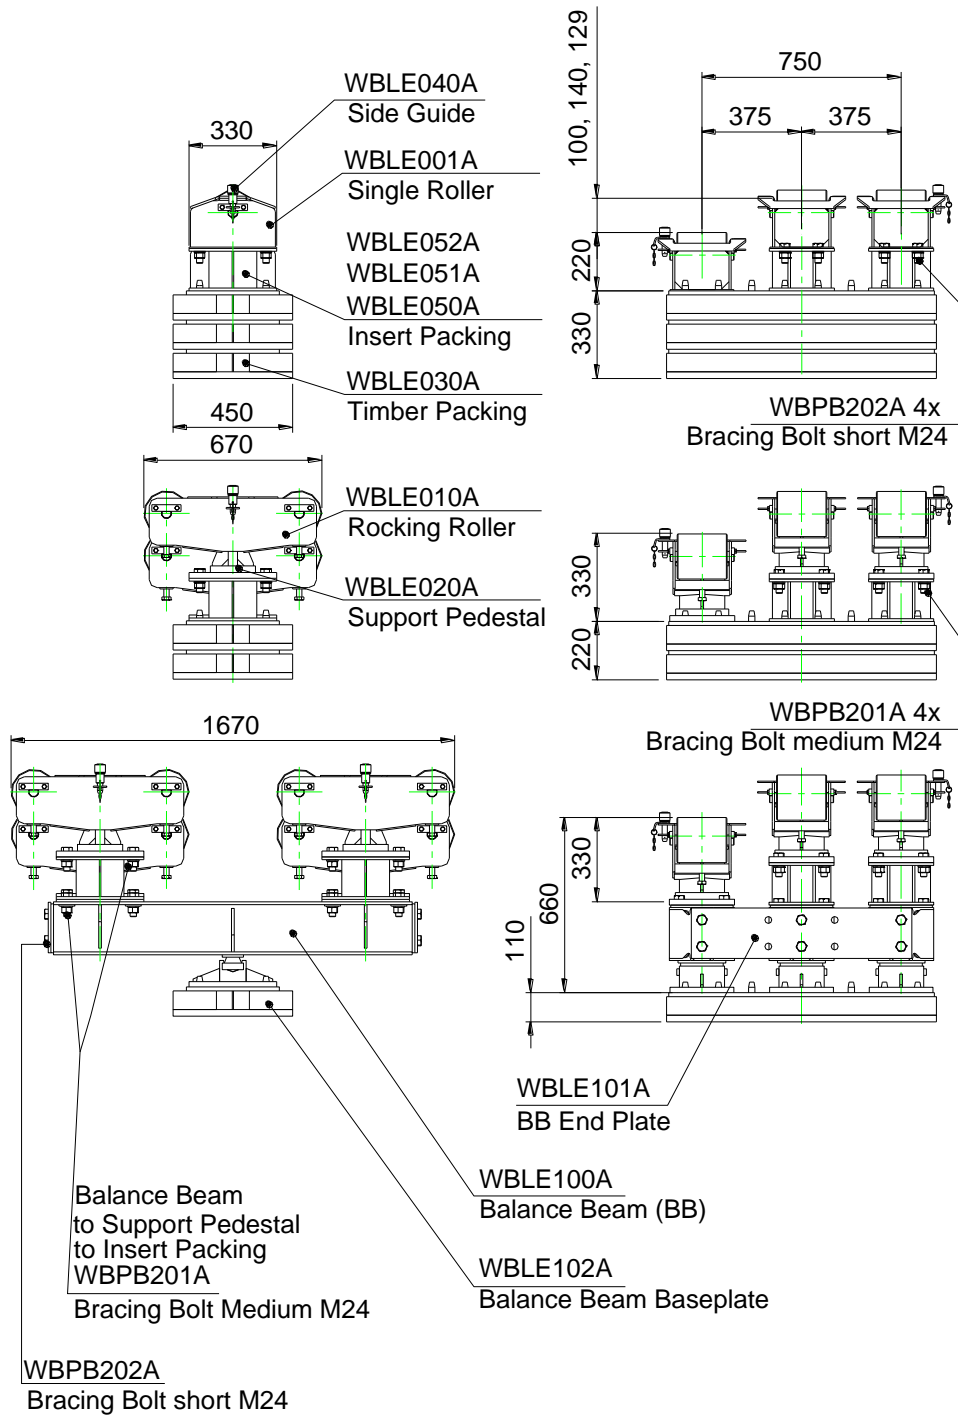 WBLE040A
Side Guide
330
WBLE001A
Single Roller
WBLE052A
WBLE051A
WBLE050A
Insert Packing
WBLE030A
Timber Packing
450
100, 140, 129
750
375
375
220
330
WBPB202A 4x
Bracing Bolt short M24
670
WBLE010A
Rocking Roller
WBLE020A
Support Pedestal
330
220
WBPB201A 4x
Bracing Bolt medium M24
1670
330
660
110
WBLE101A
BB End Plate
WBLE100A
Balance Beam (BB)
WBLE102A
Balance Beam Baseplate
Balance Beam
to Support Pedestal
to Insert Packing
WBPB201A
Bracing Bolt Medium M24
WBPB202A
Bracing Bolt short M24